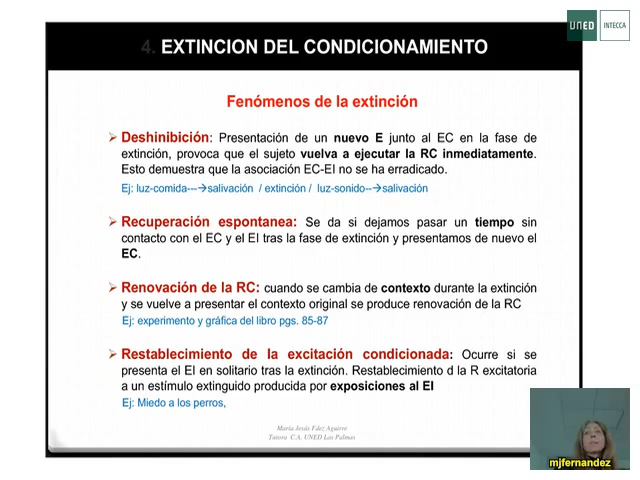 UNED
INTECCA
4. EXTINCION DEL CONDICIONAMIENTO
Fenómenos de la extinción
➢ Deshinibición: Presentación de un nuevo E junto al EC en la fase de
extinción, provoca que el sujeto vuelva a ejecutar la RC inmediatamente.
Esto demuestra que la asociación EC-EI no se ha erradicado.
Ej: luz-comida---→salivación / extinción / luz-sonido--→salivación
➢ Recuperación espontanea: Se da si dejamos pasar un tiempo sin
contacto con el EC y el EI tras la fase de extinción y presentamos de nuevo el
EC.
➢ Renovación de la RC: cuando se cambia de contexto durante la extinción
y se vuelve a presentar el contexto original se produce renovación de la RC
Ej: experimento y gráfica del libro pgs. 85-87
➢ Restablecimiento de la excitación condicionada: Ocurre si se
presenta el EI en solitario tras la extinción. Restablecimiento d la R excitatoria
a un estímulo extinguido producida por exposiciones al EI
Ej: Miedo a los perros,
María Jesús Fdez Aguirre
Tutora C.A. UNED Las Palmas
mjfernandez